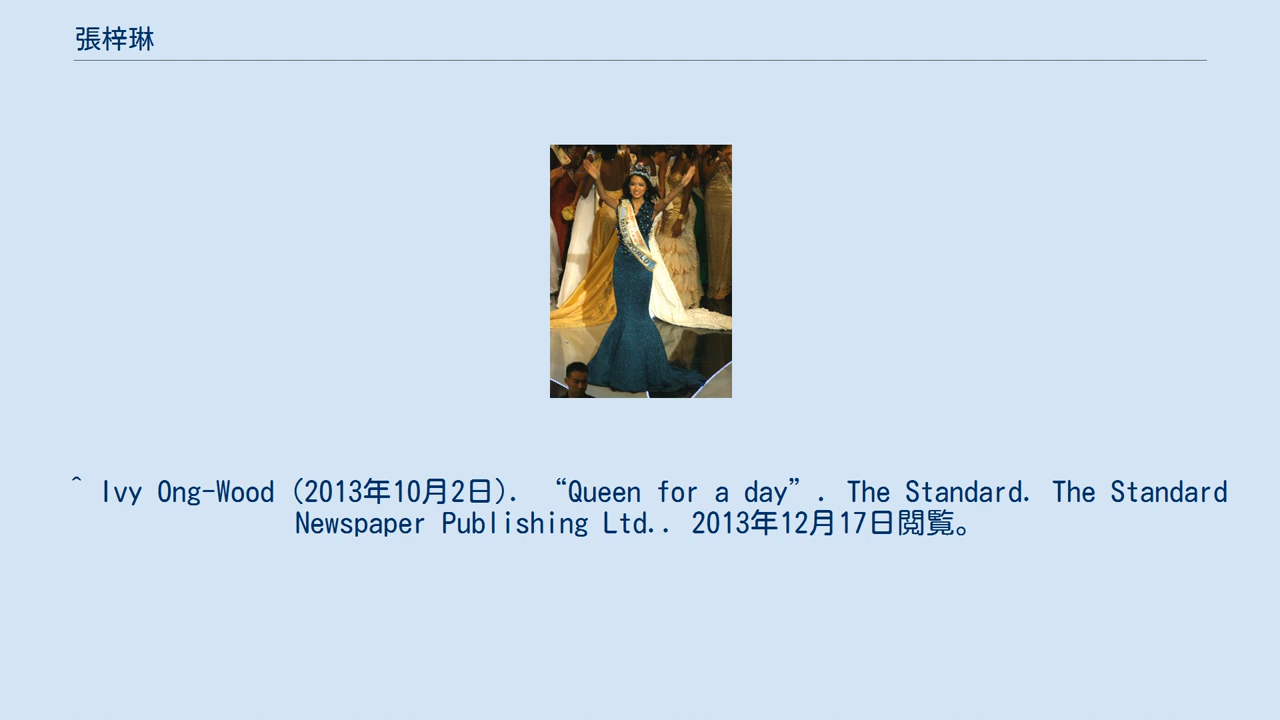 張梓琳
^ Ivy Ong-Wood (2013年10月2日). “Queen for a day”. The Standard. The Standard
Newspaper Publishing Ltd.. 2013年12月17日閲覧。